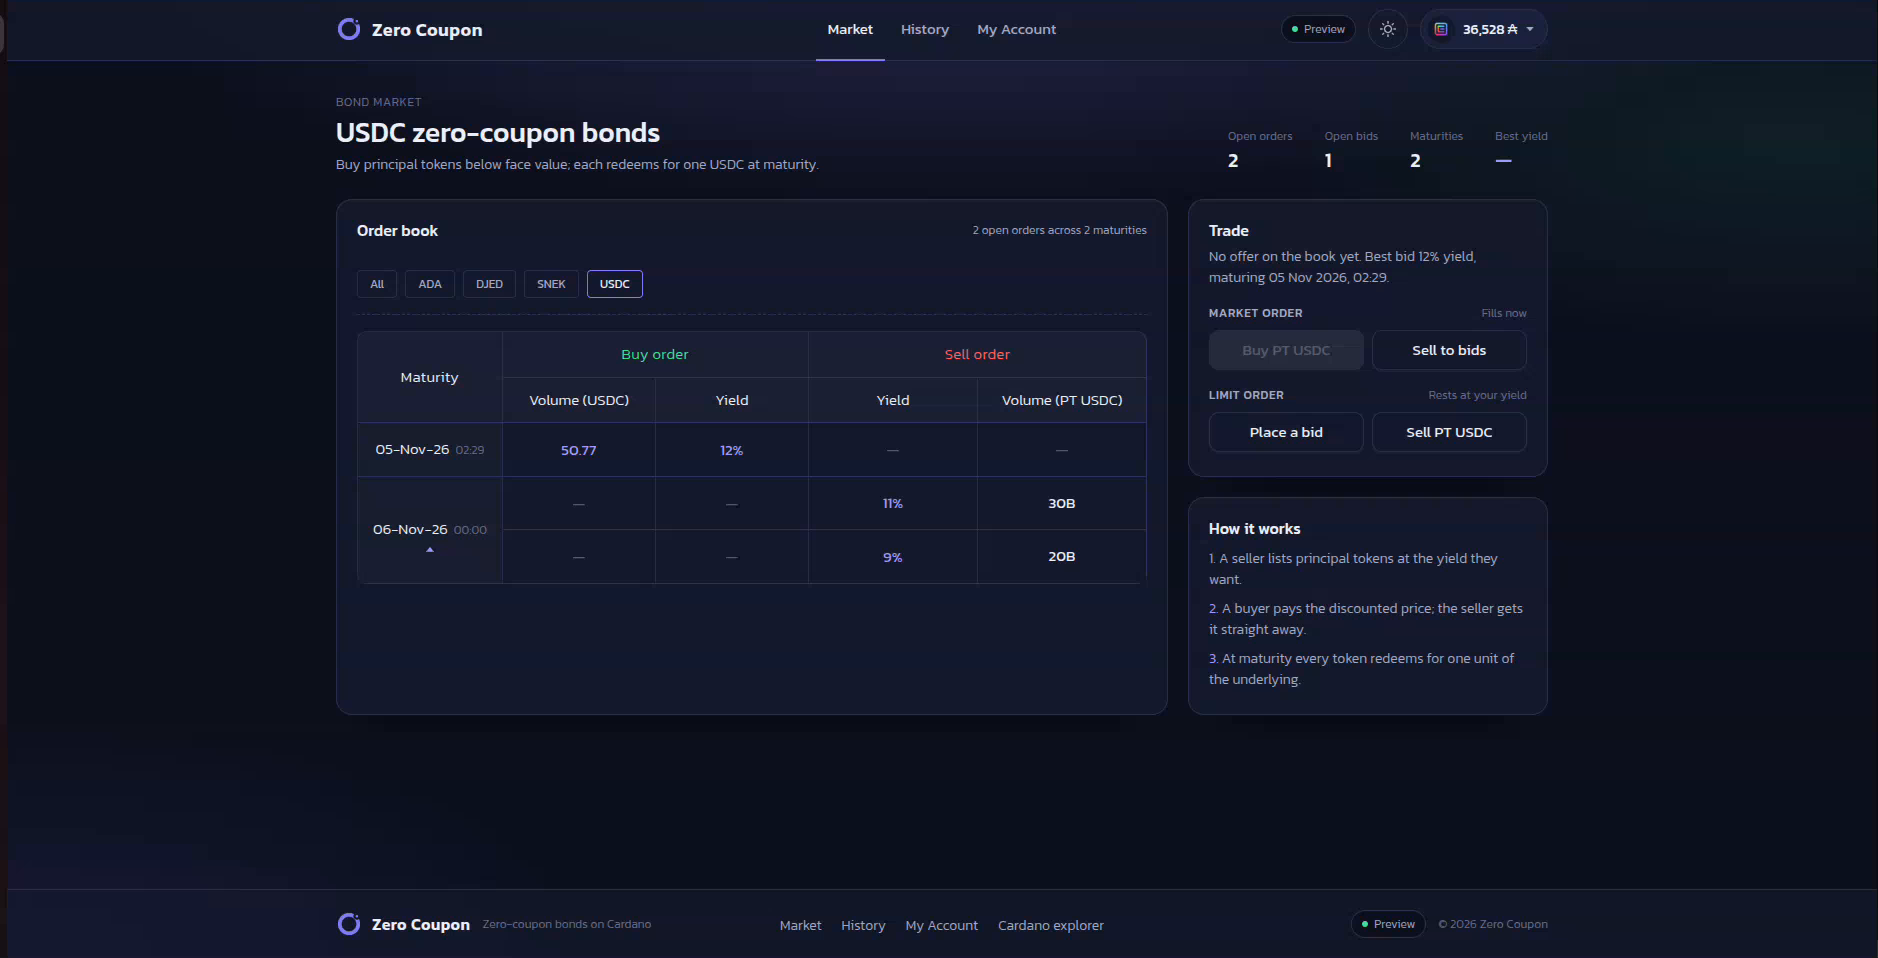 Zero Coupon
Market
History
My Account
Preview
36,528 ₳
BOND MARKET
USDC zero-coupon bonds
Buy principal tokens below face value; each redeems for one USDC at maturity.
Open orders
2
Open bids
1
Maturities
2
Best yield
—
Order book
2 open orders across 2 maturities
All
ADA
DJED
SNEK
USDC
Maturity
Buy order
Sell order
Volume (USDC)
Yield
Yield
Volume (PT USDC)
05-Nov-26 02:29
50.77
12%
—
—
06-Nov-26 00:00
—
—
11%
30B
—
—
9%
20B
Trade
No offer on the book yet. Best bid 12% yield,
maturing 05 Nov 2026, 02:29.
MARKET ORDER
Fills now
Buy PT USDC
Sell to bids
LIMIT ORDER
Rests at your yield
Place a bid
Sell PT USDC
How it works
1. A seller lists principal tokens at the yield they
want.
2. A buyer pays the discounted price; the seller gets
it straight away.
3. At maturity every token redeems for one unit of
the underlying.
Zero Coupon
Zero-coupon bonds on Cardano
Market
History
My Account
Cardano explorer
Preview
© 2026 Zero Coupon